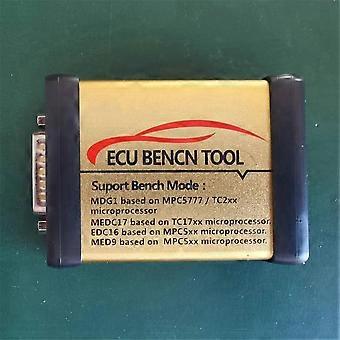 ECU BENCN TOOL
Suport Bench Mode :
MDG1 based on MPC5777 / TC2xx
microprocessor
MEDC17 based on TC17xx microprocessor.
EDC16 based on MPC5xx microprocessor.
MED9 based on MPC5xx microprocessor.